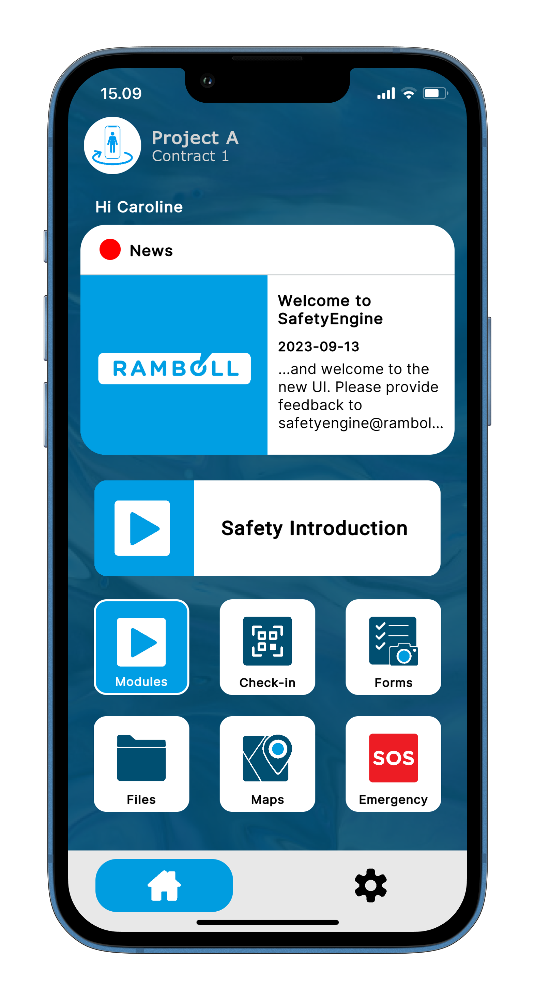 15.09
Project A
Contract 1
Hi Caroline
News
RAMBOLL
Welcome to
SafetyEngine
2023-09-13
...and welcome to the
new UI. Please provide
feedback to
safetyengine@rambol...
Safety Introduction
Modules
Check-in
Forms
SOS
Files
Maps
Emergency